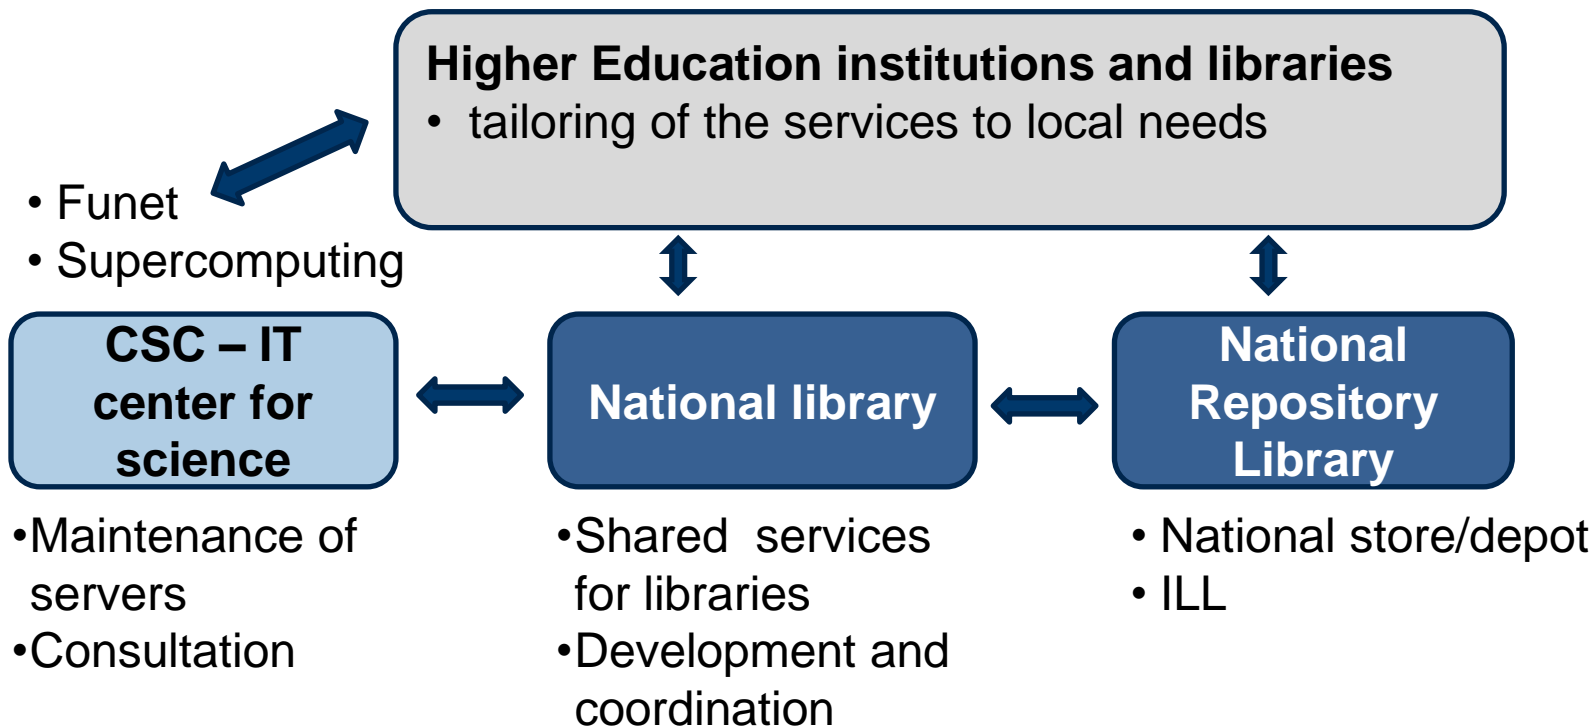 Higher Education institutions and libraries
• tailoring of the services to local needs
• Funet
• Supercomputing
CSC – IT
center for
science
National library
National
Repository
Library
•Maintenance of
servers
•Consultation
•Shared services
for libraries
•Development and
coordination
• National store/depot
• ILL